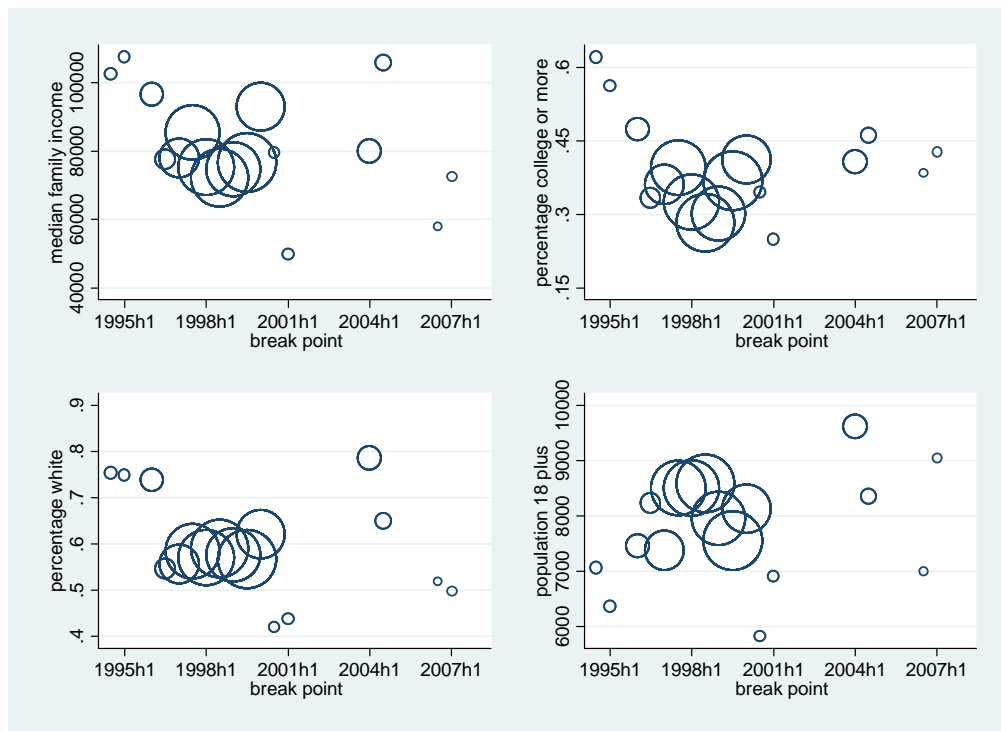 median family income
100000
80000
60000
40000
1995h1 1998h1 2001h1 2004h1 2007h1
break point
percentage college or more
.6
.45
.3
.15
1995h1 1998h1 2001h1 2004h1 2007h1
break point
percentage white
.9
.8
.7
.6
.5
.4
1995h1 1998h1 2001h1 2004h1 2007h1
break point
population 18 plus
10000
9000
8000
7000
6000
1995h1 1998h1 2001h1 2004h1 2007h1
break point